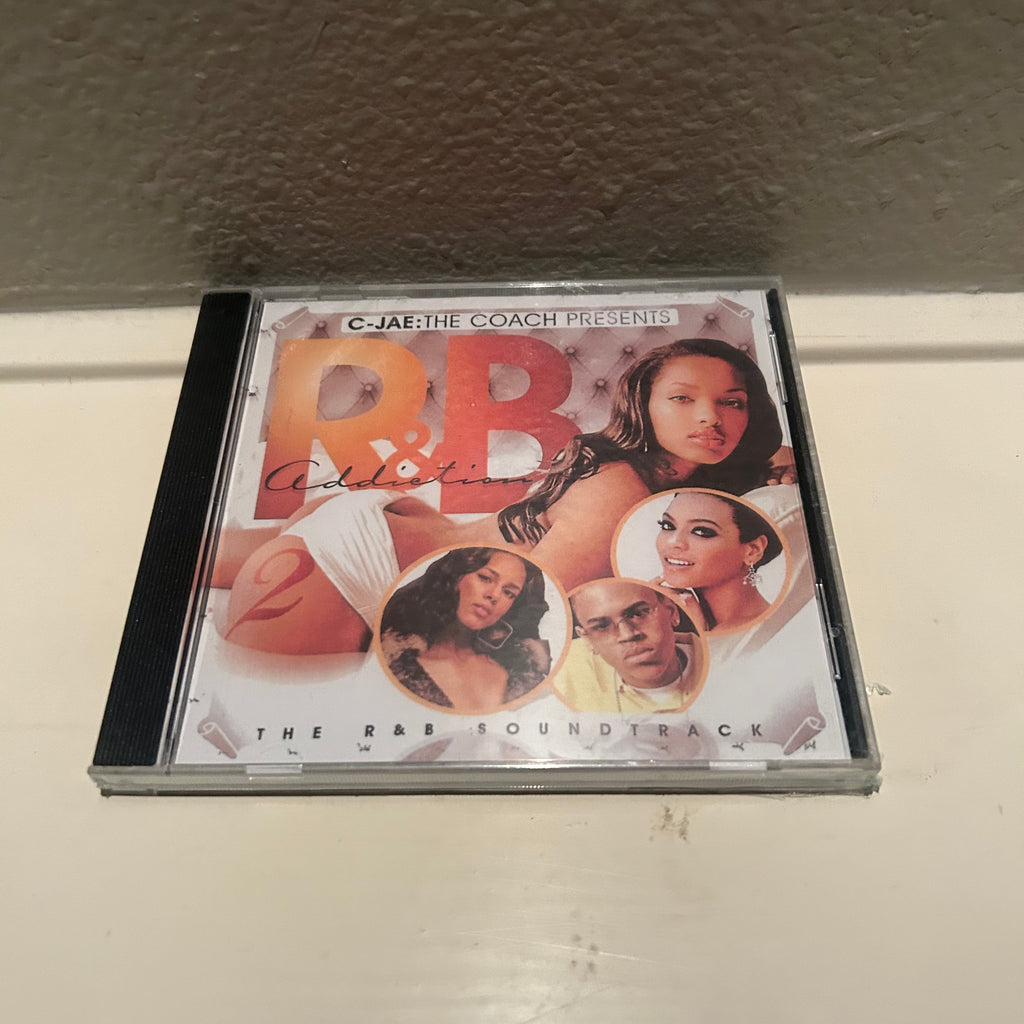 C-JAE:THE COACH PRESENTS
R&B
Addiction
2
THE R&B SOUNDTRACK